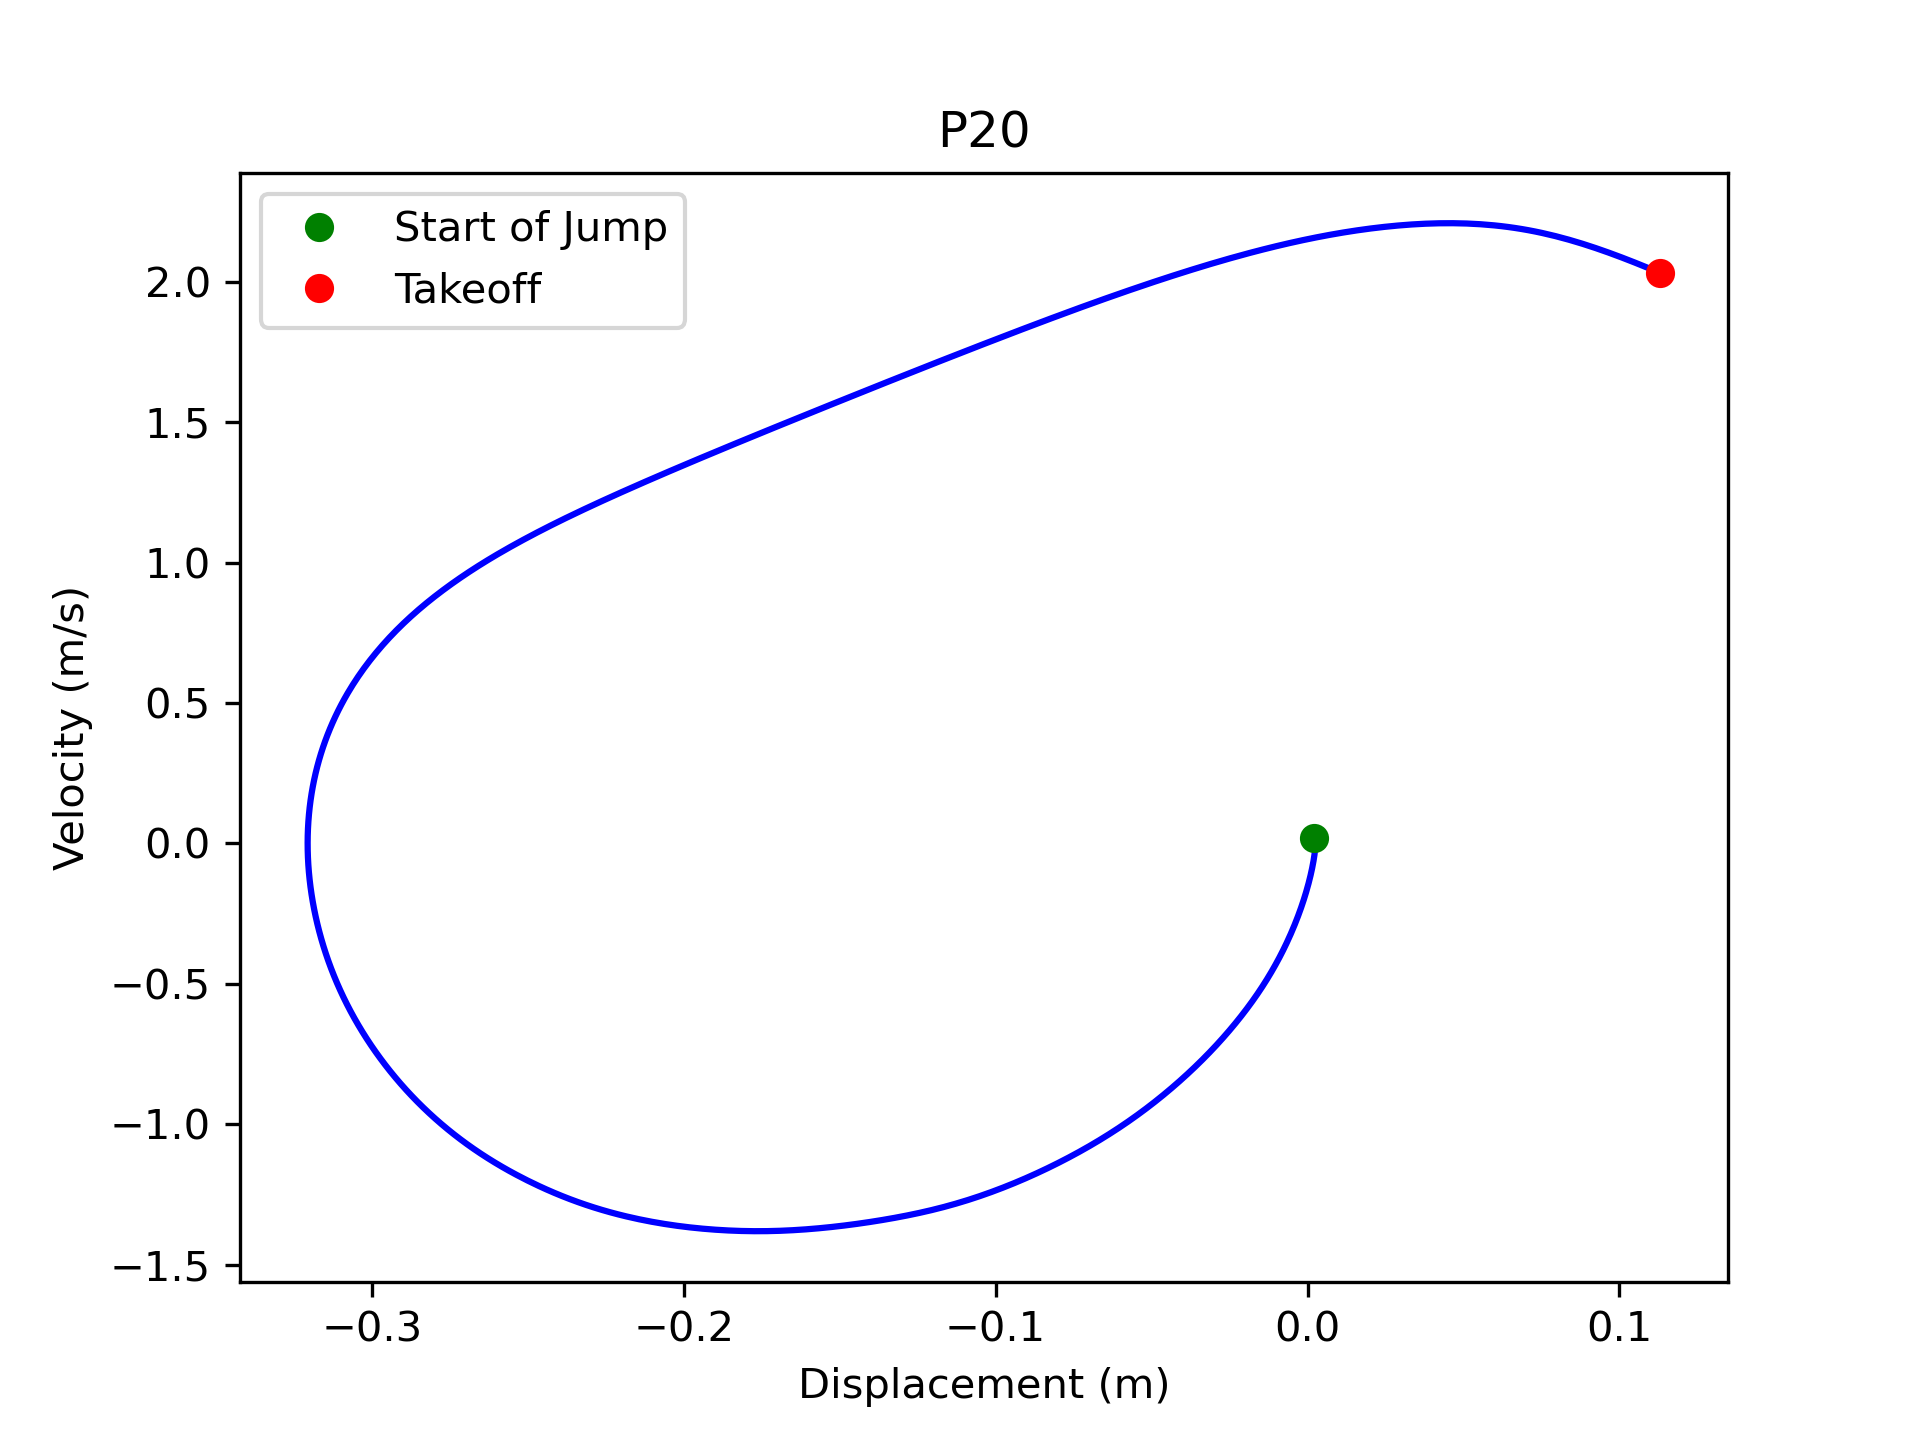 P20
Start of Jump
Takeoff
2.0
1.5
1.0
0.5
0.0
−0.5
−1.0
−1.5
Velocity (m/s)
−0.3 −0.2 −0.1 0.0 0.1
Displacement (m)